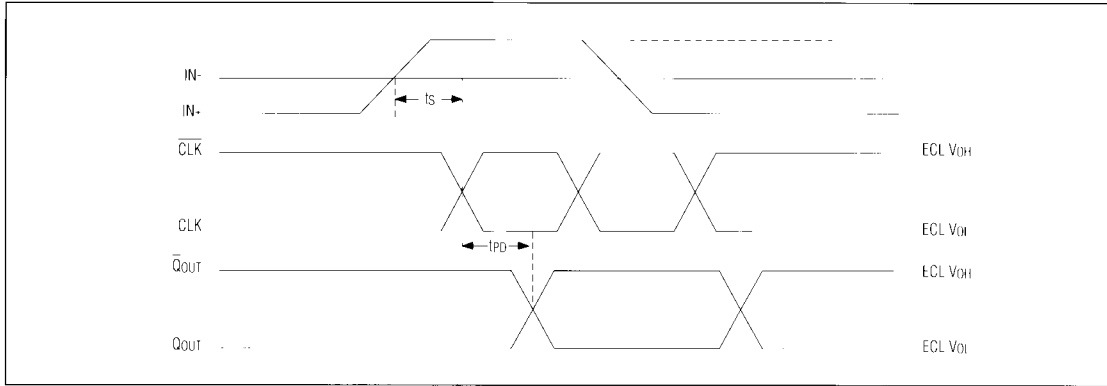 IN-
IN+
tS
CLK
ECL VOH
CLK
ECL VOL
tPD
QOUT
ECL VOH
QOUT
ECL VOL